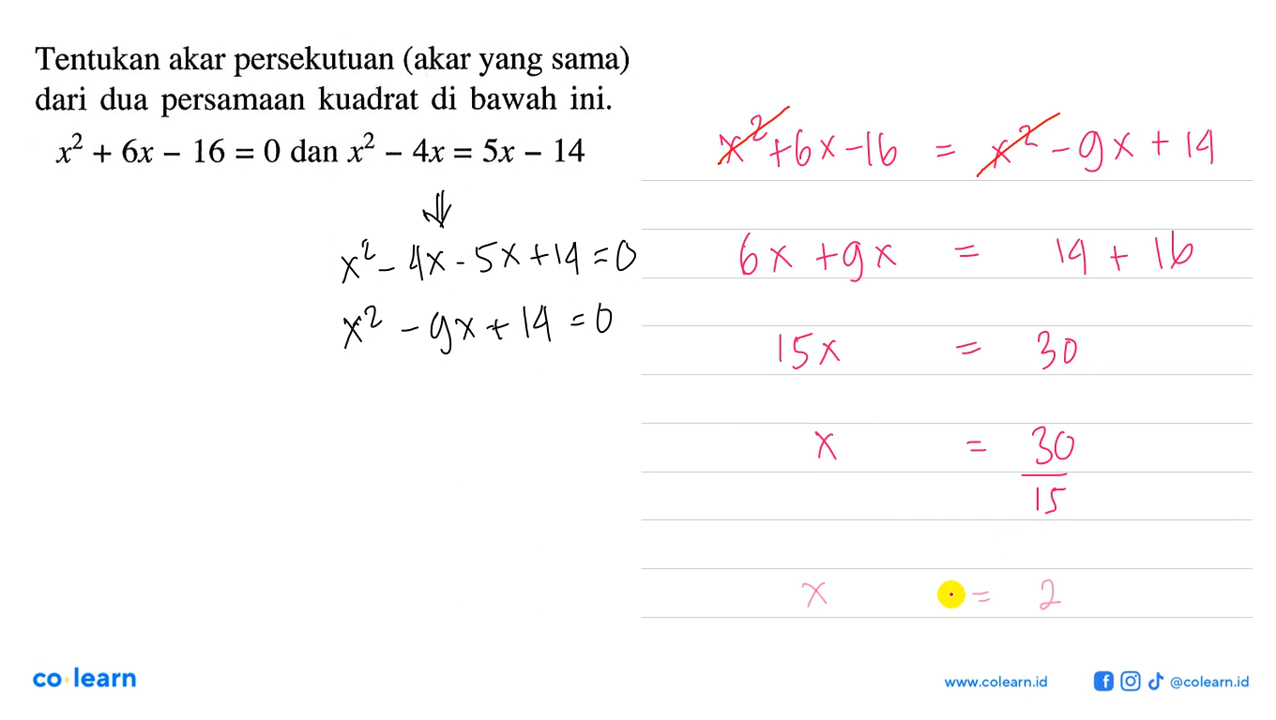 Tentukan akar persekutuan (akar yang sama)
dari dua persamaan kuadrat di bawah ini.
x² + 6x − 16 = 0 dan x² − 4x = 5x − 14
⇓
x² - 4x - 5x + 14 = 0
x² - 9x + 14 = 0
x² + 6x - 16 = x² - 9x + 14
6x + 9x = 14 + 16
15x = 30
x = 30
15
x = 2
co·learn
www.colearn.id
@colearn.id